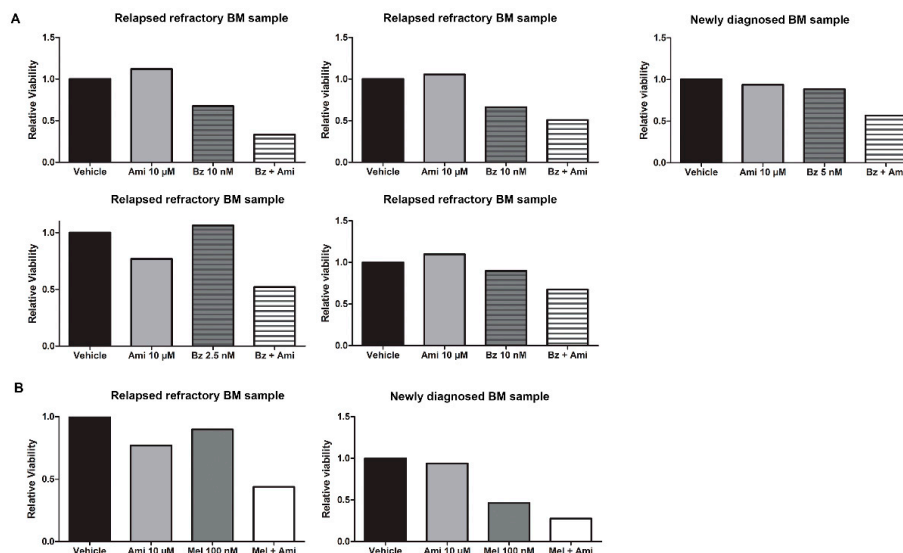 A
Relapsed refractory BM sample
Relative Viability
1.5
1.0
0.5
0.0
Vehicle Ami 10 µM Bz 10 nM Bz + Ami
Relapsed refractory BM sample
Relative Viability
1.5
1.0
0.5
0.0
Vehicle Ami 10 µM Bz 10 nM Bz + Ami
Newly diagnosed BM sample
Relative Viability
1.5
1.0
0.5
0.0
Vehicle Ami 10 µM Bz 5 nM Bz + Ami
Relapsed refractory BM sample
Relative Viability
1.0
0.5
0.0
Vehicle Ami 10 µM Bz 2.5 nM Bz + Ami
Relapsed refractory BM sample
Relative Viability
1.5
1.0
0.5
0.0
Vehicle Ami 10 µM Bz 10 nM Bz + Ami
B
Relapsed refractory BM sample
Relative Viability
1.0
0.5
0.0
Vehicle Ami 10 µM Mel 100 nM Mel + Ami
Newly diagnosed BM sample
Relative viability
1.5
1.0
0.5
0.0
Vehicle Ami 10 µM Mel 100 nM Mel + Ami